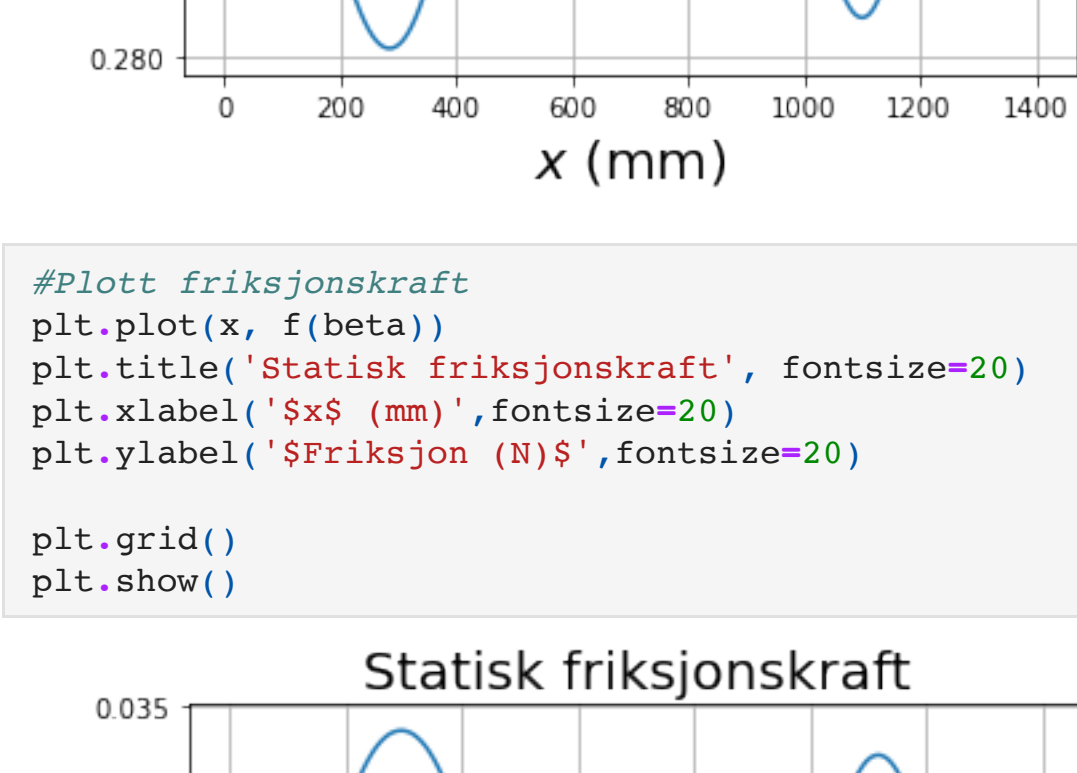 0.280
0 200 400 600 800 1000 1200 1400
x (mm)
#Plott friksjonskraft
plt.plot(x, f(beta))
plt.title('Statisk friksjonskraft', fontsize=20)
plt.xlabel('$x$ (mm)',fontsize=20)
plt.ylabel('$Friksjon (N)$',fontsize=20)
plt.grid()
plt.show()
Statisk friksjonskraft
0.035